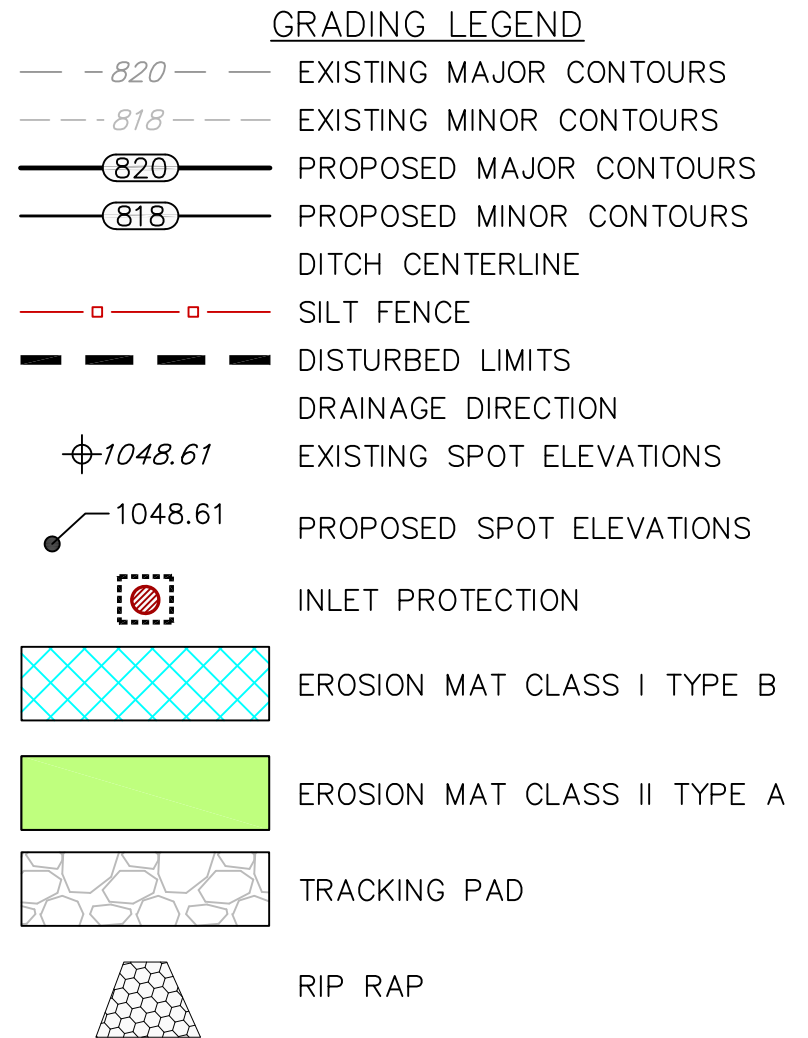 GRADING LEGEND
820 EXISTING MAJOR CONTOURS
818 EXISTING MINOR CONTOURS
820 PROPOSED MAJOR CONTOURS
818 PROPOSED MINOR CONTOURS
DITCH CENTERLINE
SILT FENCE
DISTURBED LIMITS
DRAINAGE DIRECTION
1048.61 EXISTING SPOT ELEVATIONS
1048.61 PROPOSED SPOT ELEVATIONS
INLET PROTECTION
EROSION MAT CLASS I TYPE B
EROSION MAT CLASS II TYPE A
TRACKING PAD
RIP RAP